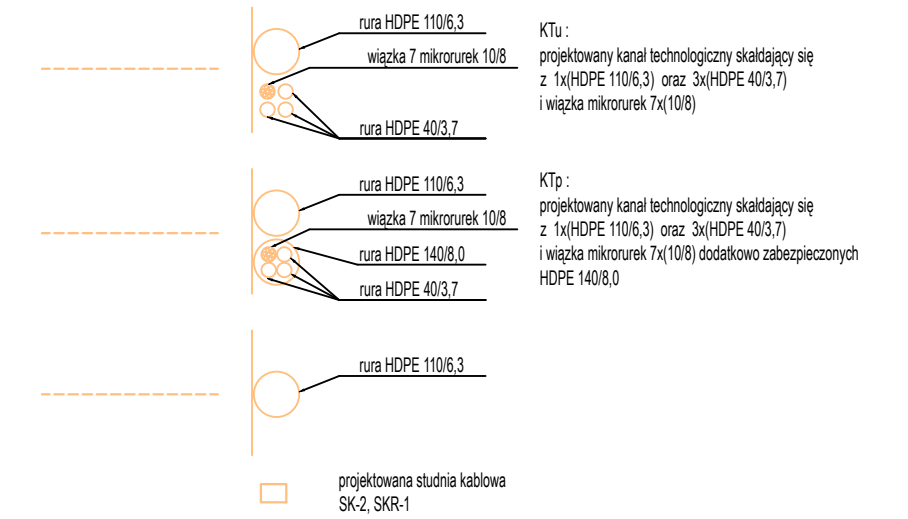 rura HDPE 110/6,3
wiązka 7 mikrorurek 10/8
rura HDPE 40/3,7
KTu :
projektowany kanał technologiczny skałdający się
z 1x(HDPE 110/6,3) oraz 3x(HDPE 40/3,7)
i wiązka mikrorurek 7x(10/8)
rura HDPE 110/6,3
wiązka 7 mikrorurek 10/8
rura HDPE 140/8,0
rura HDPE 40/3,7
KTp :
projektowany kanał technologiczny skałdający się
z 1x(HDPE 110/6,3) oraz 3x(HDPE 40/3,7)
i wiązka mikrorurek 7x(10/8) dodatkowo zabezpieczonych
HDPE 140/8,0
rura HDPE 110/6,3
projektowana studnia kablowa
SK-2, SKR-1